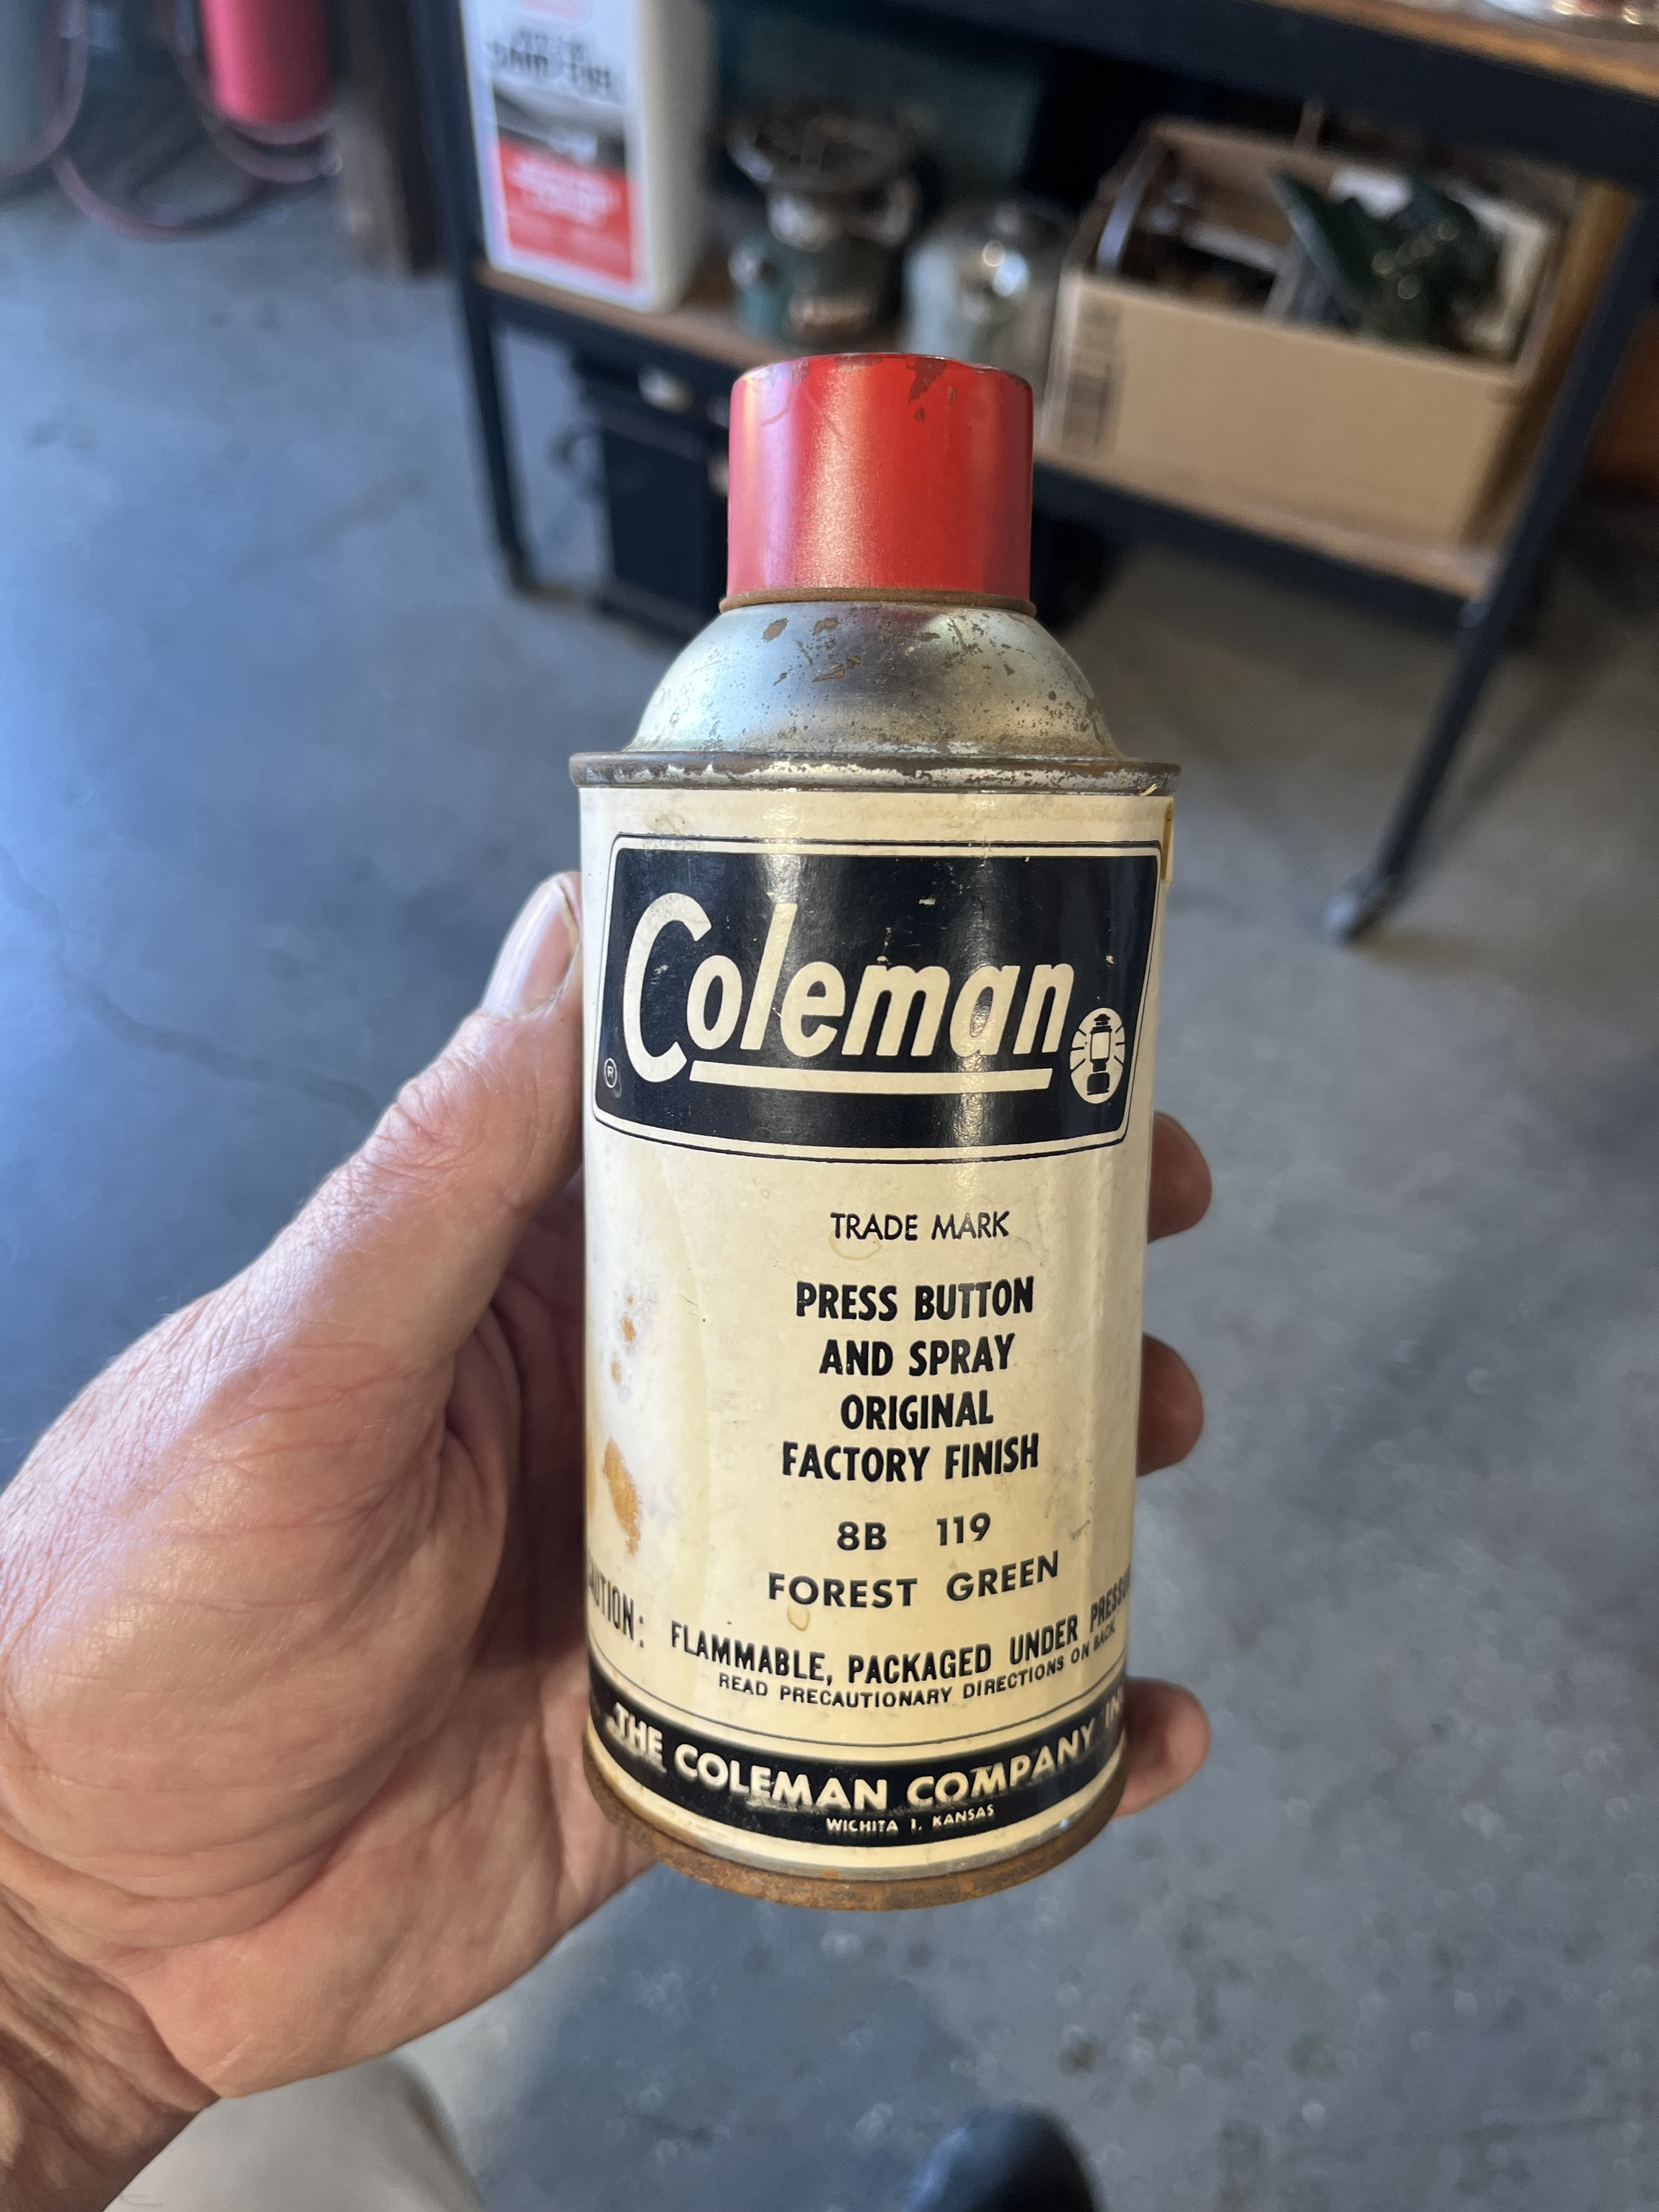 Coleman
®
TRADE MARK
PRESS BUTTON
AND SPRAY
ORIGINAL
FACTORY FINISH
8B 119
FOREST GREEN
FLAMMABLE, PACKAGED UNDER
READ PRECAUTIONARY DIRECTIONS ON BACK
THE COLEMAN COMPANY
WICHITA 1, KANSAS